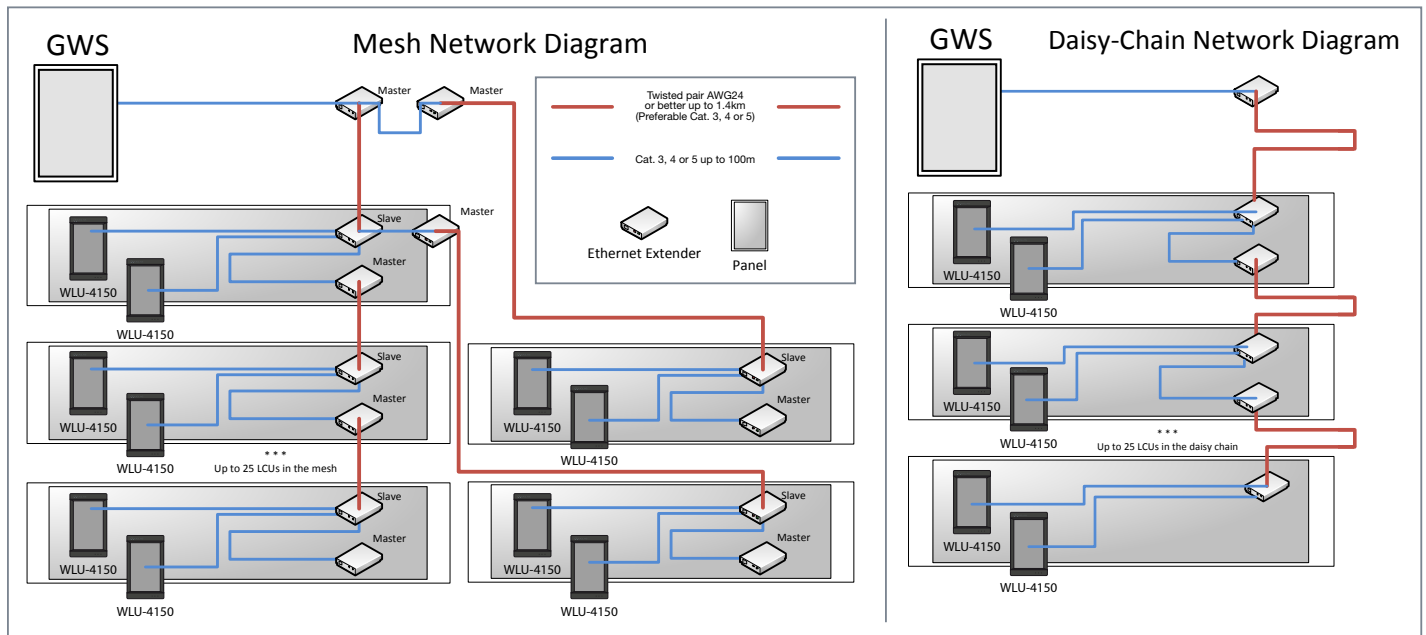 GWS
Mesh Network Diagram
Master
Master
Twisted pair AWG24
or better up to 1.4km
(Preferable Cat. 3, 4 or 5)
Cat. 3, 4 or 5 up to 100m
Ethernet Extender
Panel
Slave
Master
Master
WLU-4150
WLU-4150
Slave
Master
WLU-4150
WLU-4150
* * *
Up to 25 LCUs in the mesh
Slave
Master
WLU-4150
WLU-4150
Slave
Master
WLU-4150
WLU-4150
Slave
Master
WLU-4150
WLU-4150
GWS
Daisy-Chain Network Diagram
WLU-4150
WLU-4150
WLU-4150
WLU-4150
* * *
Up to 25 LCUs in the daisy chain
WLU-4150
WLU-4150